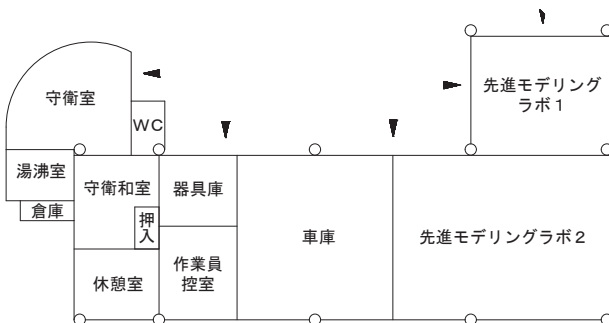 先進モデリング
ラボ1
守衛室
WC
湯沸室
守衛和室
器具庫
倉庫
押
入
車庫
先進モデリングラボ2
休憩室
作業員
控室